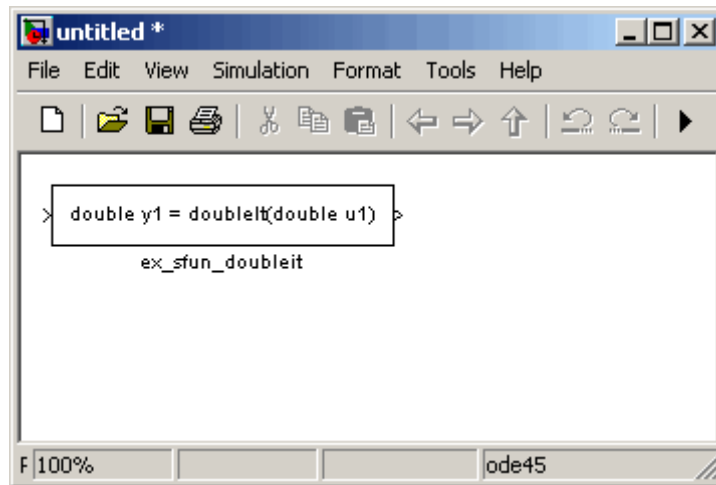 untitled *
File Edit View Simulation Format Tools Help
double y1 = doubleIt(double u1)
ex_sfun_doubleit
F 100% ode45